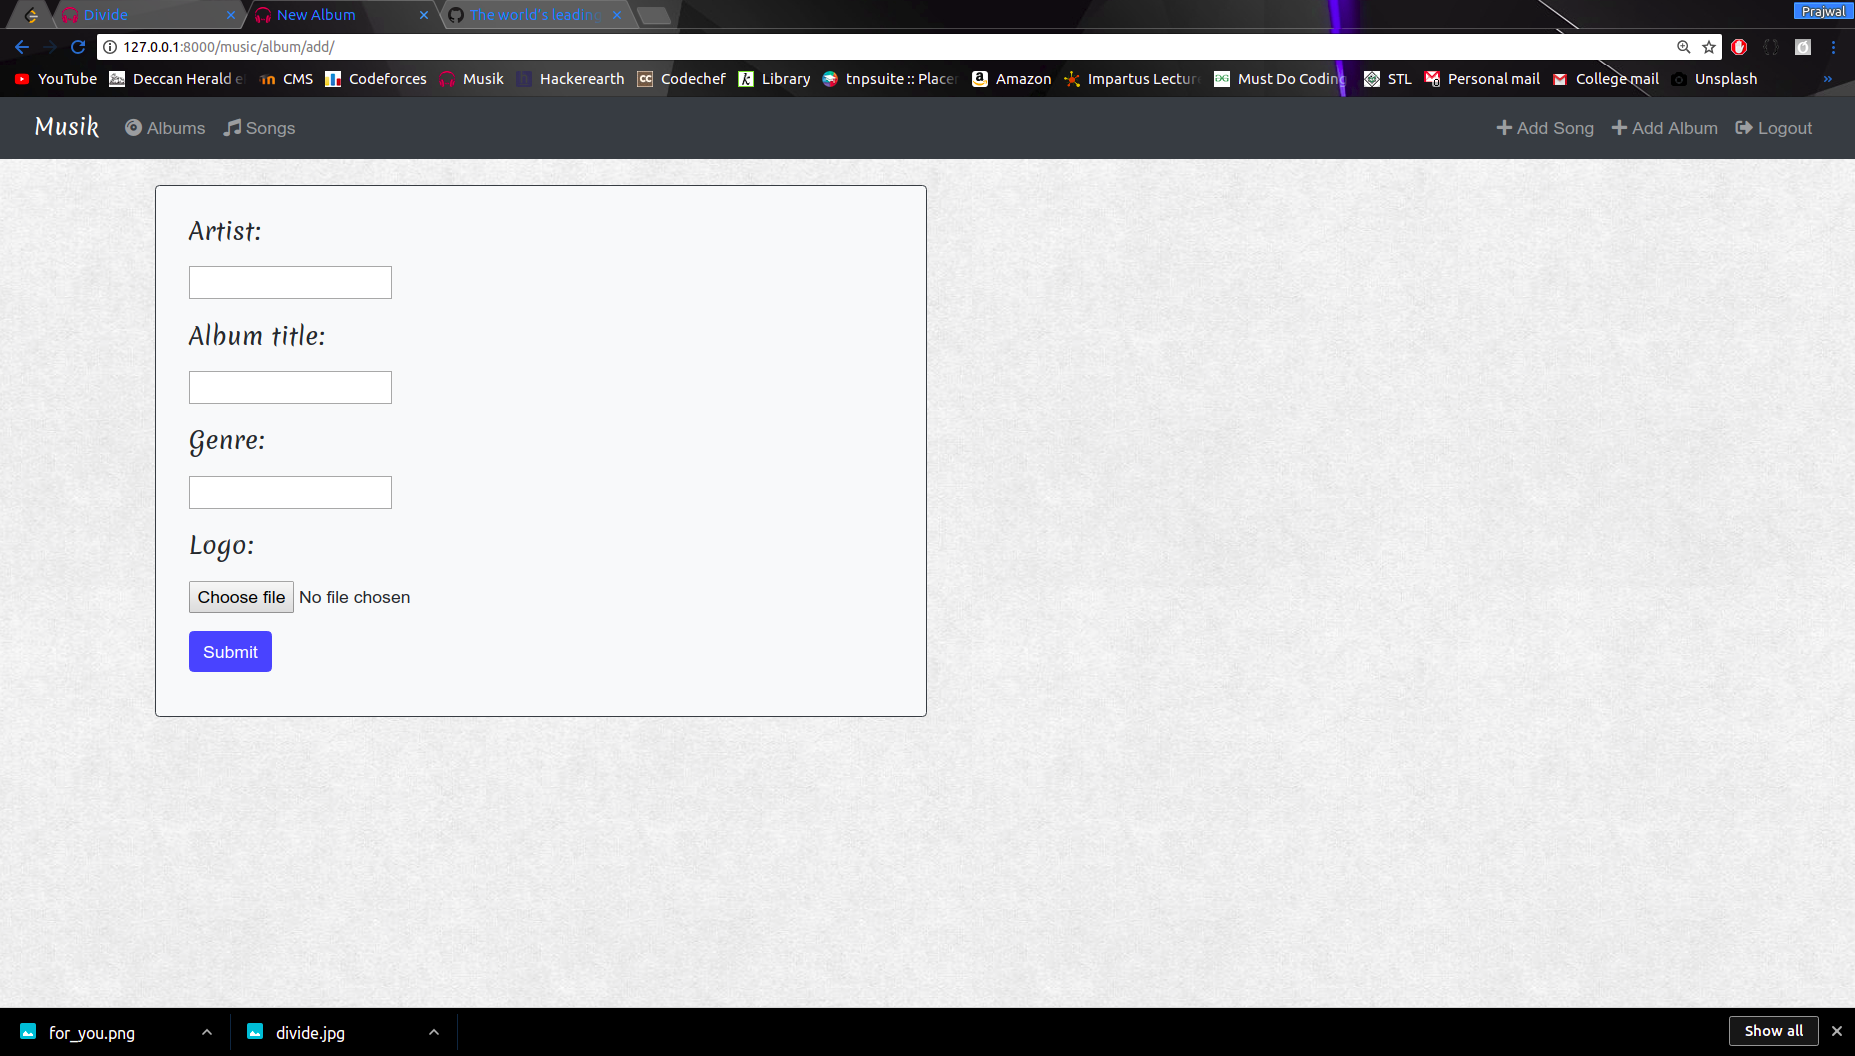 Divide
New Album
The world's leading
Prajwal
127.0.0.1:8000/music/album/add/
YouTube
Deccan Herald e
CMS
Codeforces
Musik
Hackerearth
Codechef
Library
tnpsuite :: Placer
Amazon
Impartus Lectur
Must Do Coding
STL
Personal mail
College mail
Unsplash
»
Musik
Albums
Songs
Add Song
Add Album
Logout
Artist:
Album title:
Genre:
Logo:
Choose file No file chosen
Submit
for_you.png
divide.jpg
Show all